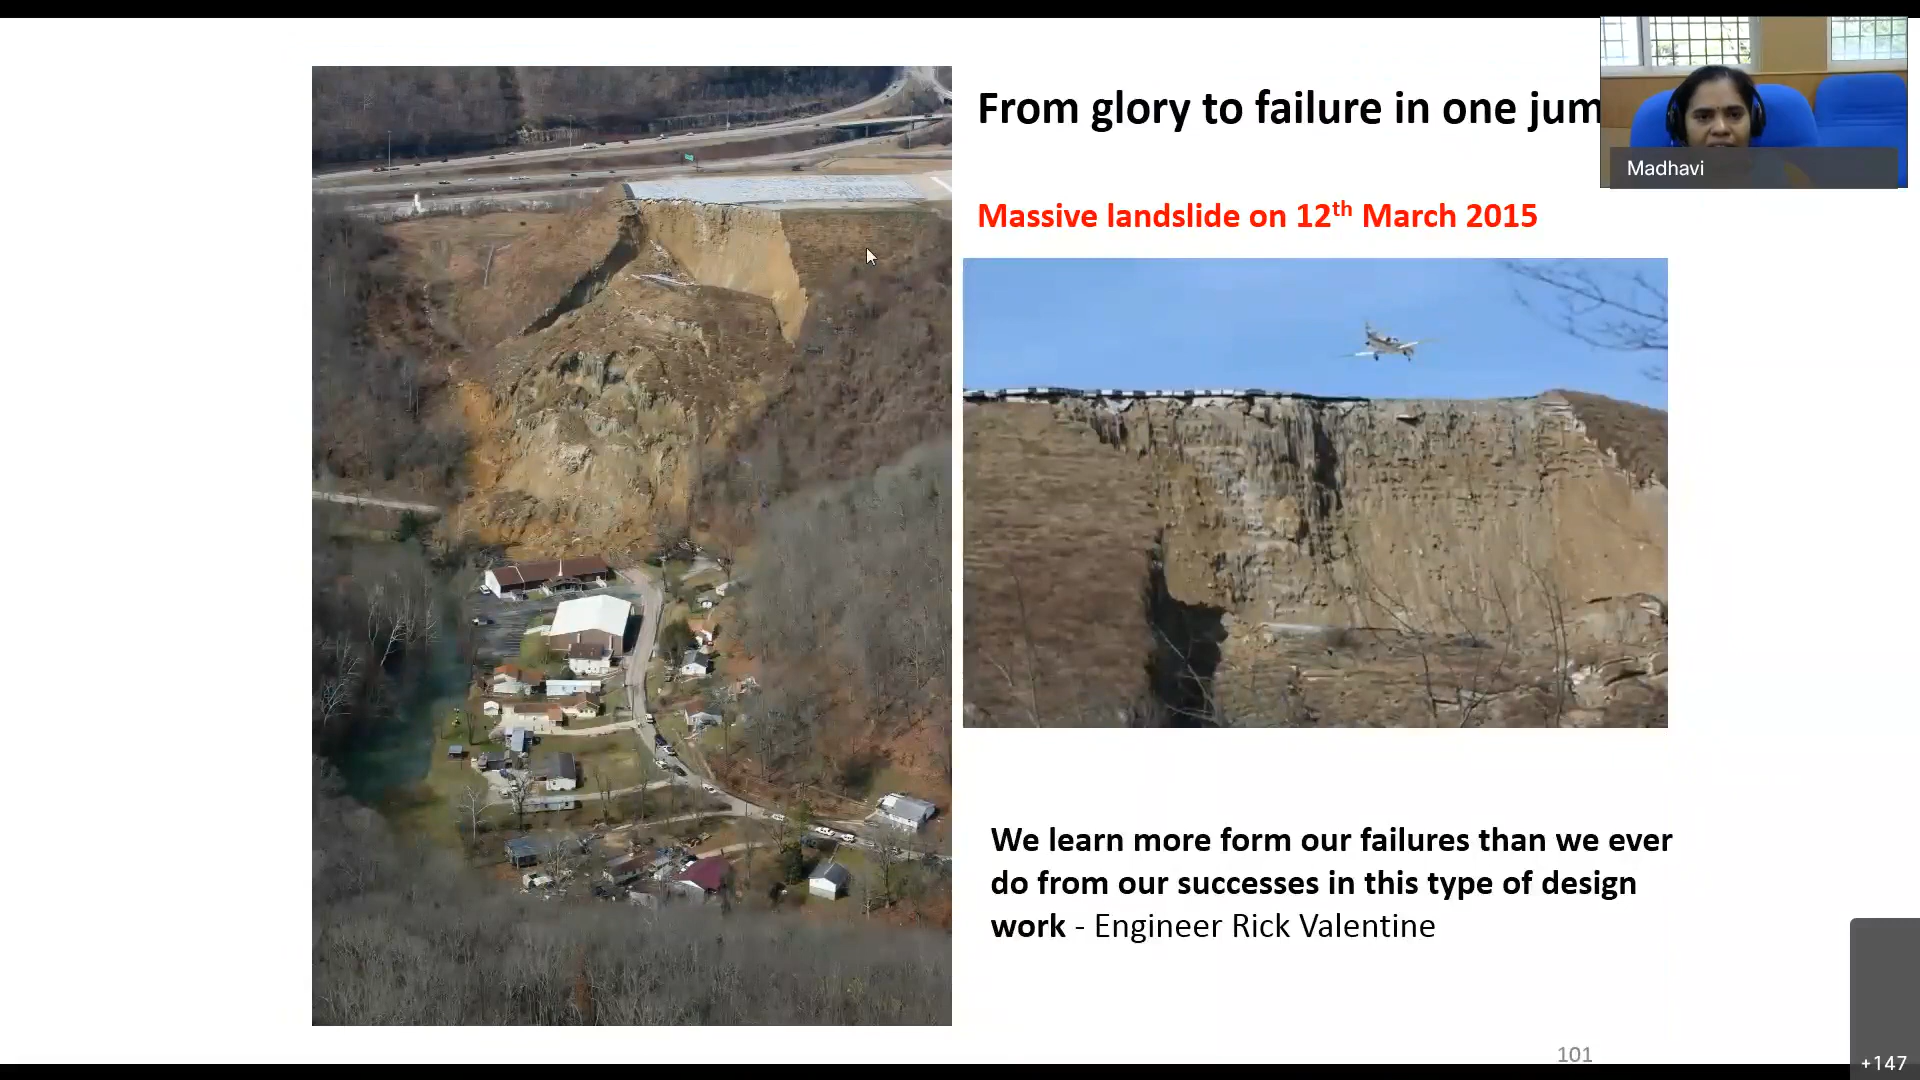 From glory to failure in one jum
Madhavi
Massive landslide on 12th March 2015
We learn more form our failures than we ever
do from our successes in this type of design
work - Engineer Rick Valentine
101
+147